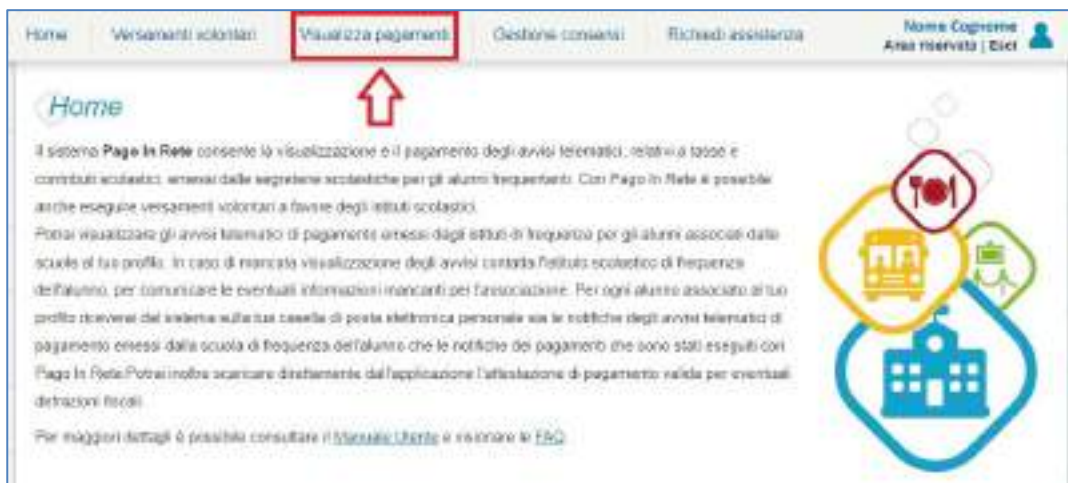 Home Versamenti volontari Visualizza pagamenti Gestione consensi Richiedi assistenza Nome Cognome
Area riservata | Esci
Home
Il sistema Pago In Rete consente la visualizzazione e il pagamento degli avvisi telematici, relativi a tasse e
contributi scolastici, emessi dalle segreterie scolastiche per gli alunni frequentanti. Con Pago In Rete è possibile
anche eseguire versamenti volontari a favore degli istituti scolastici.
Potrai visualizzare gli avvisi telematici di pagamento emessi dagli istituti di frequenza per gli alunni associati dalle
scuole al tuo profilo. In caso di mancata visualizzazione degli avvisi contatta l'istituto scolastico di frequenza
dell'alunno, per comunicare le eventuali informazioni mancanti per l'associazione. Per ogni alunno associato al tuo
profilo riceverai dal sistema sulla tua casella di posta elettronica personale sia le notifiche degli avvisi telematici di
pagamento emessi dalla scuola di frequenza dell'alunno che le notifiche dei pagamenti che sono stati eseguiti con
Pago In Rete.Potrai inoltre scaricare direttamente dall'applicazione l'attestazione di pagamento valida per eventuali
detrazioni fiscali.
Per maggiori dettagli è possibile consultare il Manuale Utente e visionare le FAQ.